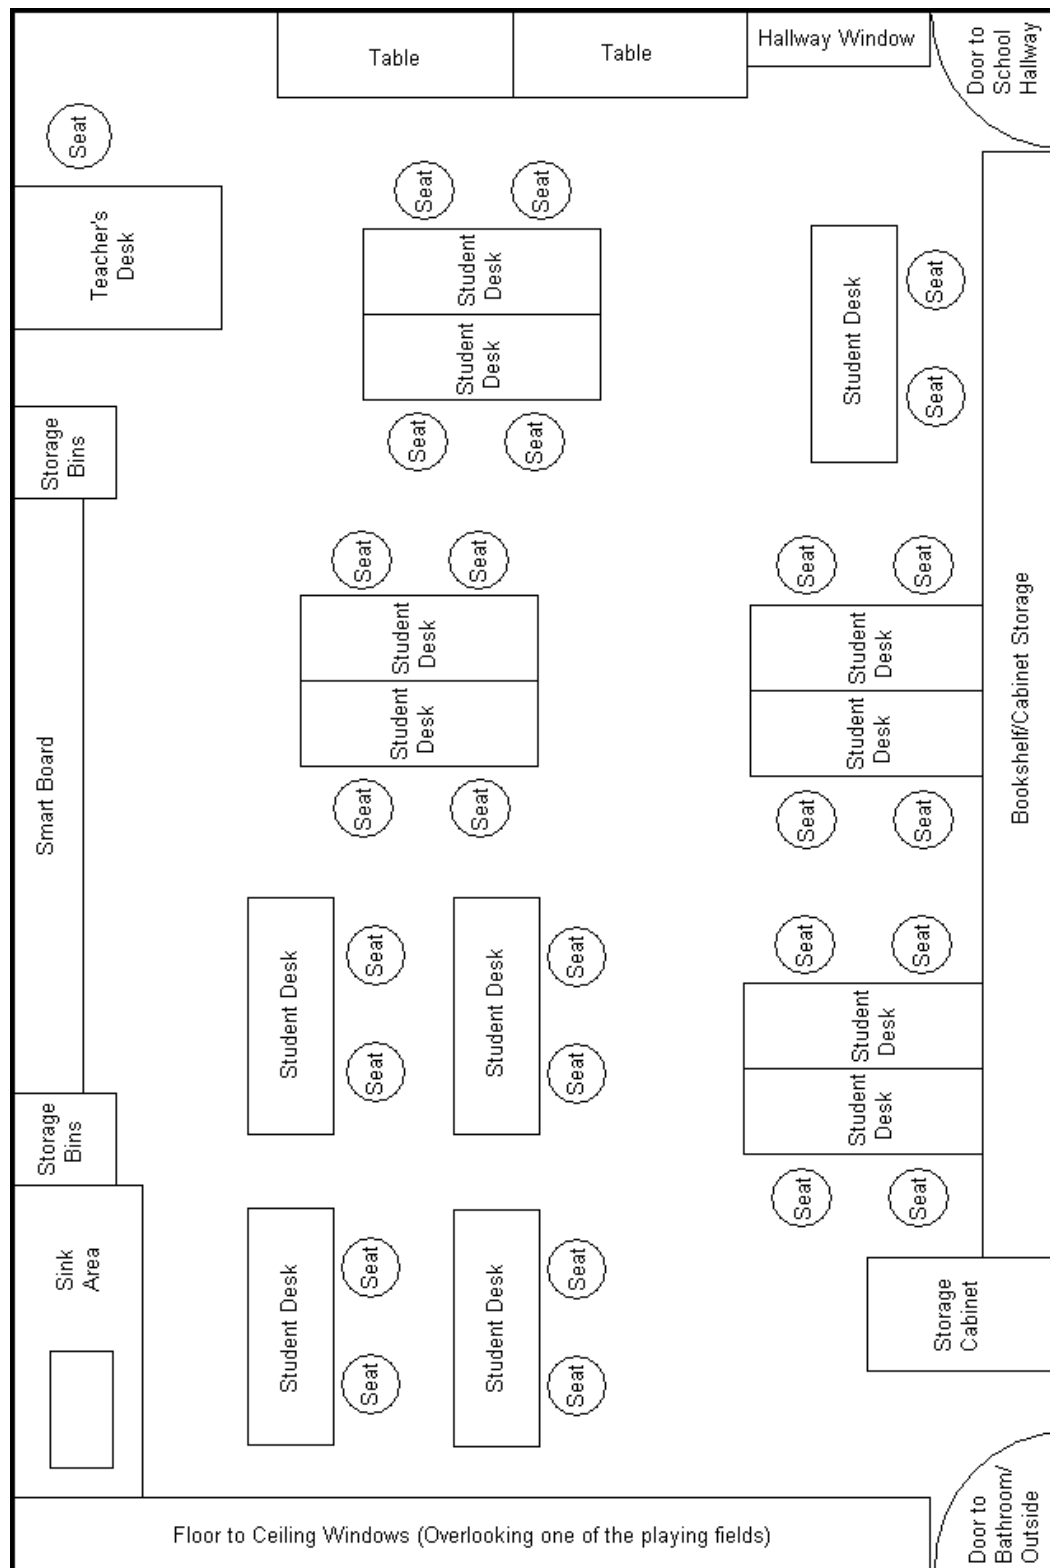 Table
Table
Hallway Window
Door to
School
Hallway
Seat
Teacher's
Desk
Seat
Seat
Student
Desk
Student
Desk
Seat
Seat
Student Desk
Seat
Seat
Storage
Bins
Smart Board
Seat
Seat
Student
Desk
Student
Desk
Seat
Seat
Seat
Seat
Student
Desk
Student
Desk
Seat
Seat
Bookshelf/Cabinet Storage
Student Desk
Seat
Seat
Student Desk
Seat
Seat
Seat
Seat
Student
Desk
Student
Desk
Seat
Seat
Storage
Bins
Sink
Area
Student Desk
Seat
Seat
Student Desk
Seat
Seat
Storage
Cabinet
Floor to Ceiling Windows (Overlooking one of the playing fields)
Door to
Bathroom/
Outside